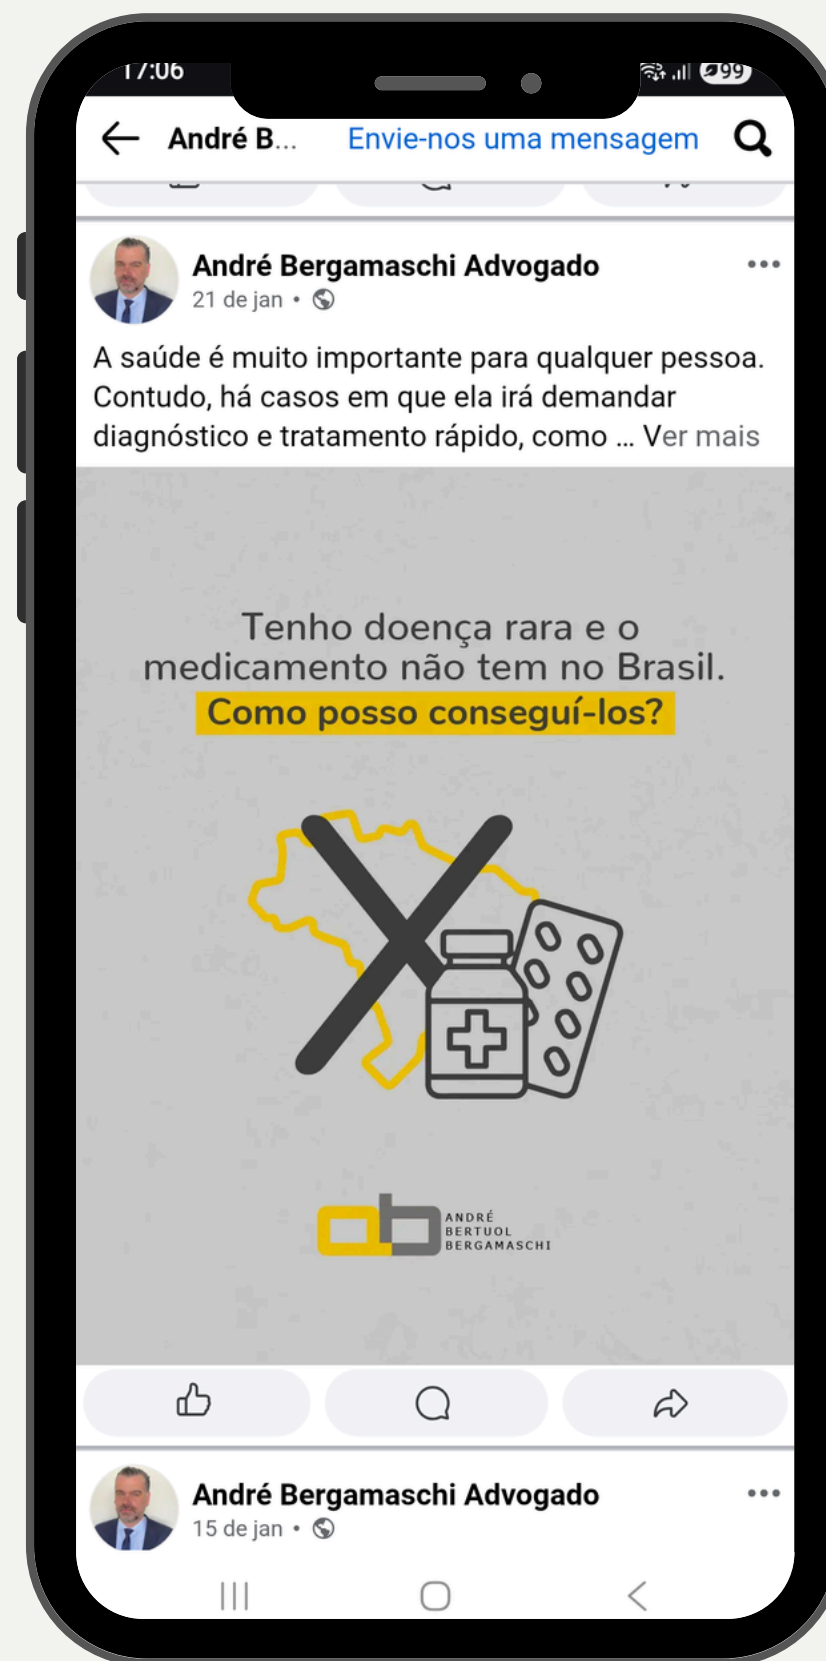 17:06
99
André B...
Envie-nos uma mensagem
André Bergamaschi Advogado
21 de jan •
A saúde é muito importante para qualquer pessoa.
Contudo, há casos em que ela irá demandar
diagnóstico e tratamento rápido, como ... Ver mais
Tenho doença rara e o
medicamento não tem no Brasil.
Como posso conseguí-los?
ab
ANDRÉ
BERTUOL
BERGAMASCHI
André Bergamaschi Advogado
15 de jan •